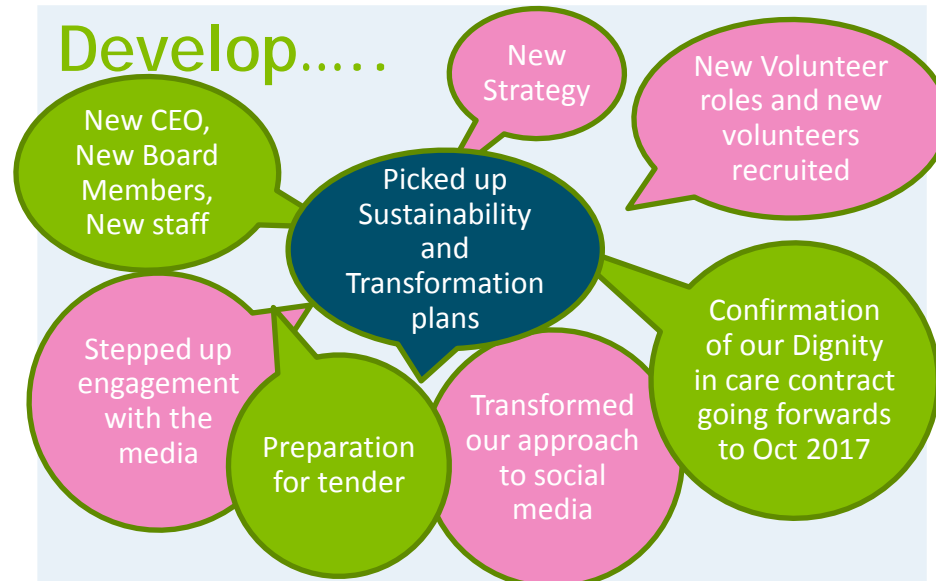 Develop.....
New
Strategy
New Volunteer
roles and new
volunteers
recruited
New CEO,
New Board
Members,
New staff
Picked up
Sustainability
and
Transformation
plans
Stepped up
engagement
with the
media
Preparation
for tender
Transformed
our approach
to social
media
Confirmation
of our Dignity
in care contract
going forwards
to Oct 2017